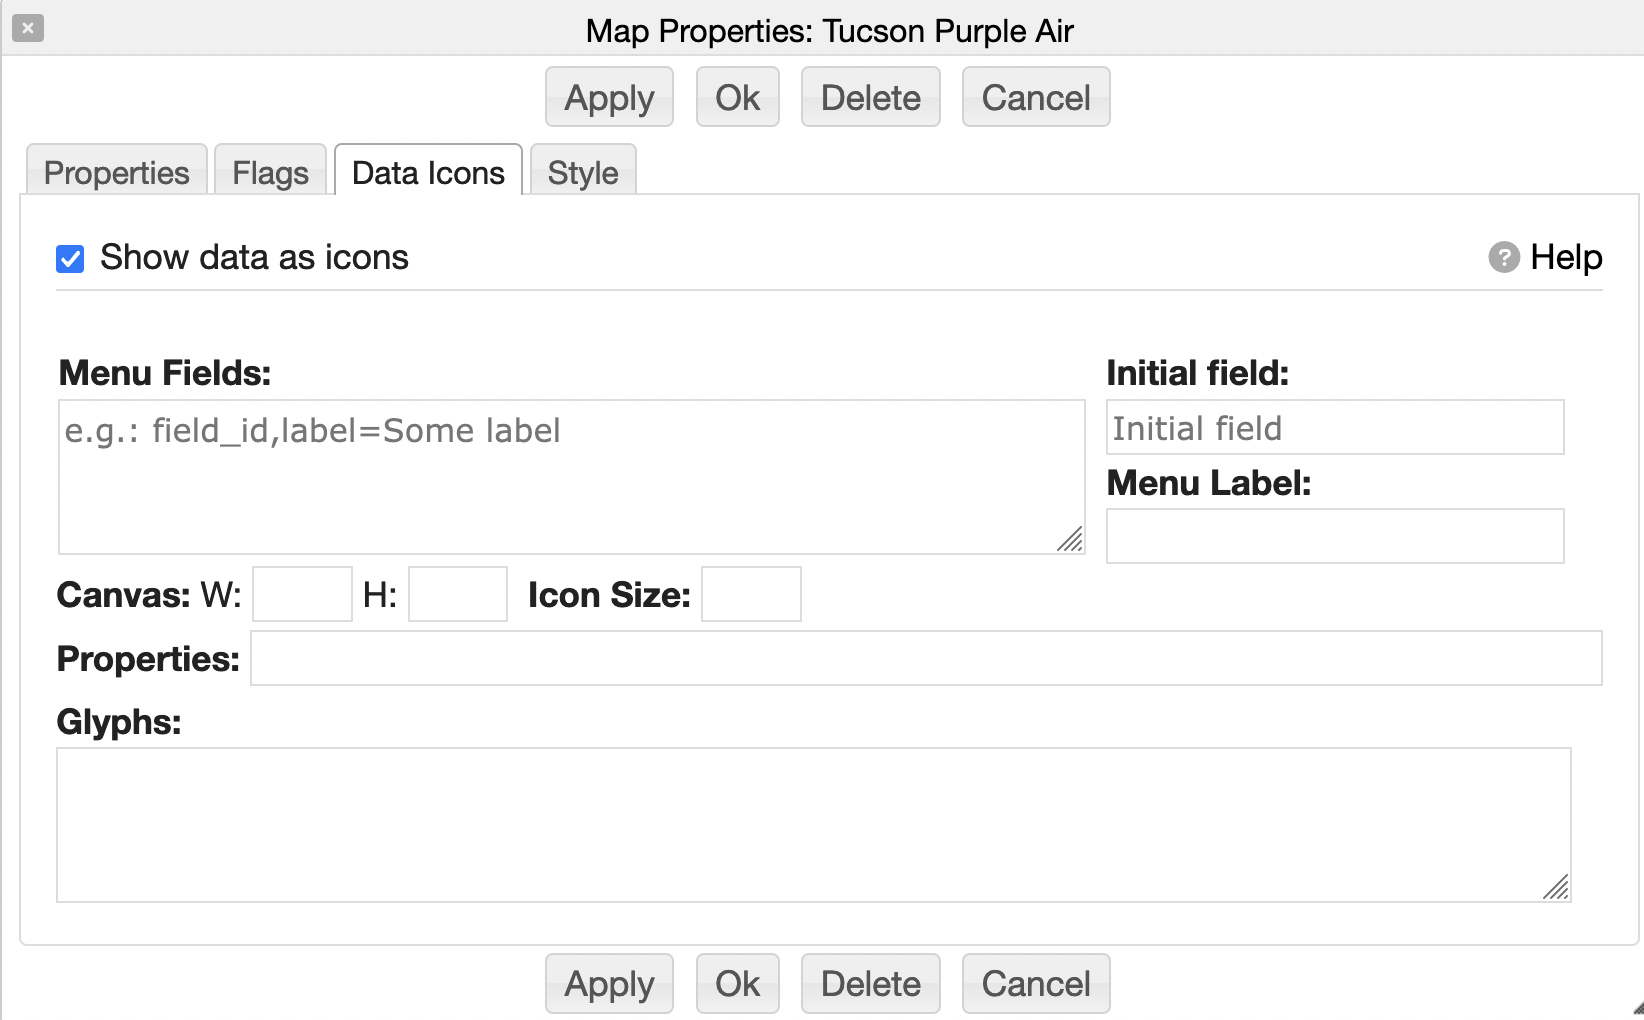 Map Properties: Tucson Purple Air
Apply Ok Delete Cancel
Properties Flags Data Icons Style
Show data as icons ? Help
Menu Fields: Initial field:
e.g.: field_id,label=Some label Initial field
Menu Label:
Canvas: W: H: Icon Size:
Properties:
Glyphs:
Apply Ok Delete Cancel